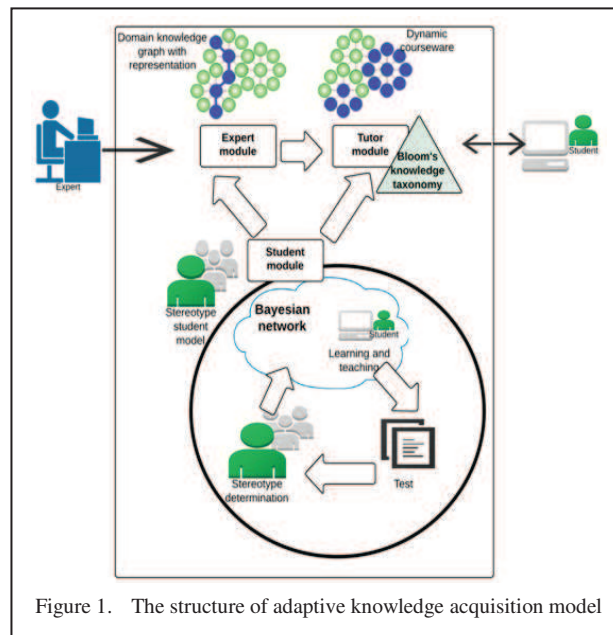 Domain knowledge
graph with
representation
Dynamic
courseware
Expert
module
Tutor
module
Bloom's
knowledge
taxonomy
Expert
Student
Student
module
Stereotype
student
model
Bayesian
network
Student
Learning and
teaching
Stereotype
determination
Test
Figure 1. The structure of adaptive knowledge acquisition model